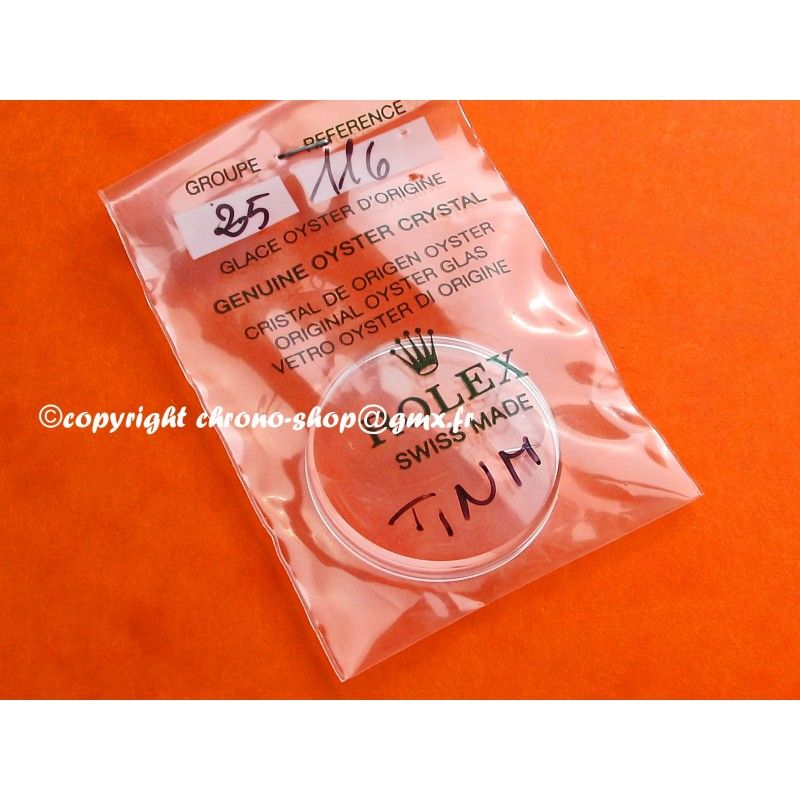 GROUPE REFERENCE
25 116
GLACE OYSTER D'ORIGINE
GENUINE OYSTER CRYSTAL
CRISTAL DE ORIGEN OYSTER
ORIGINAL OYSTER GLAS
VETRO OYSTER DI ORIGINE
ROLEX
©copyright chrono-shop@gmx.fr
SWISS MADE
TINM